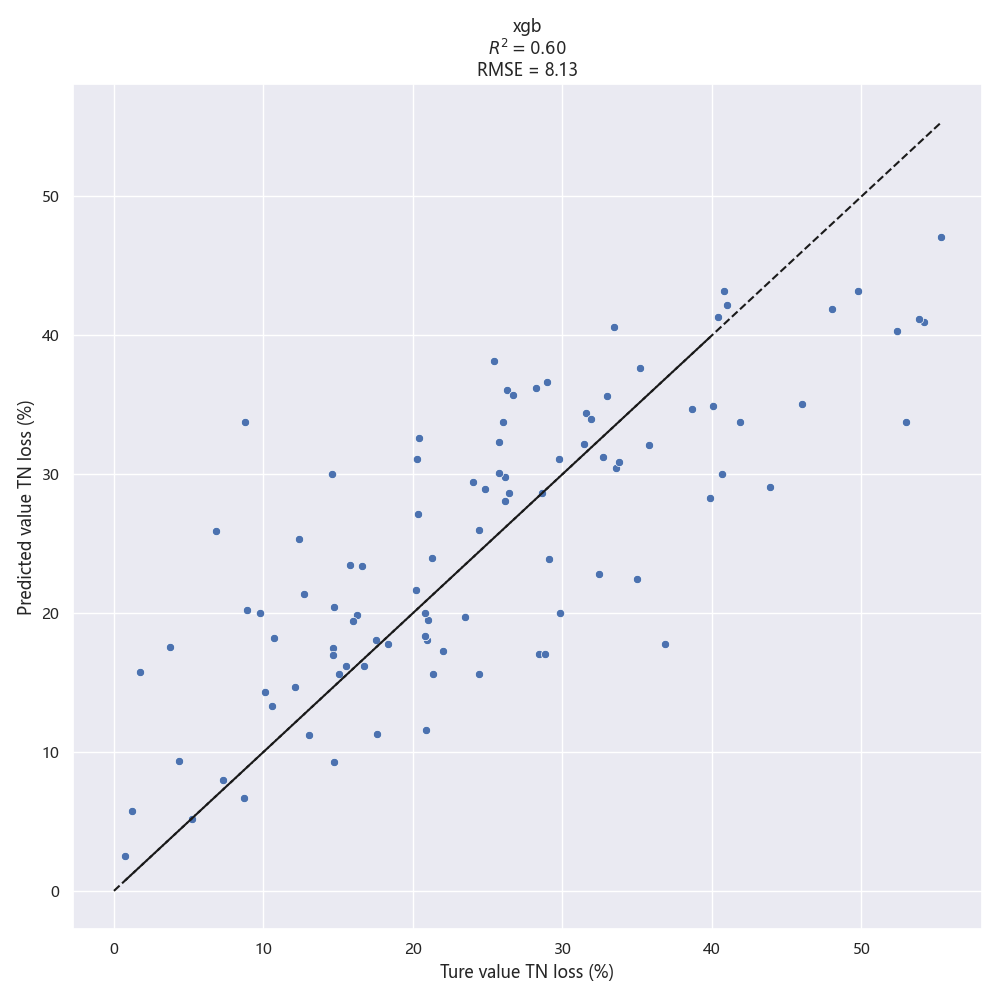 xgb
R² = 0.60
RMSE = 8.13
Predicted value TN loss (%)
50
40
30
20
10
0
0 10 20 30 40 50
Ture value TN loss (%)